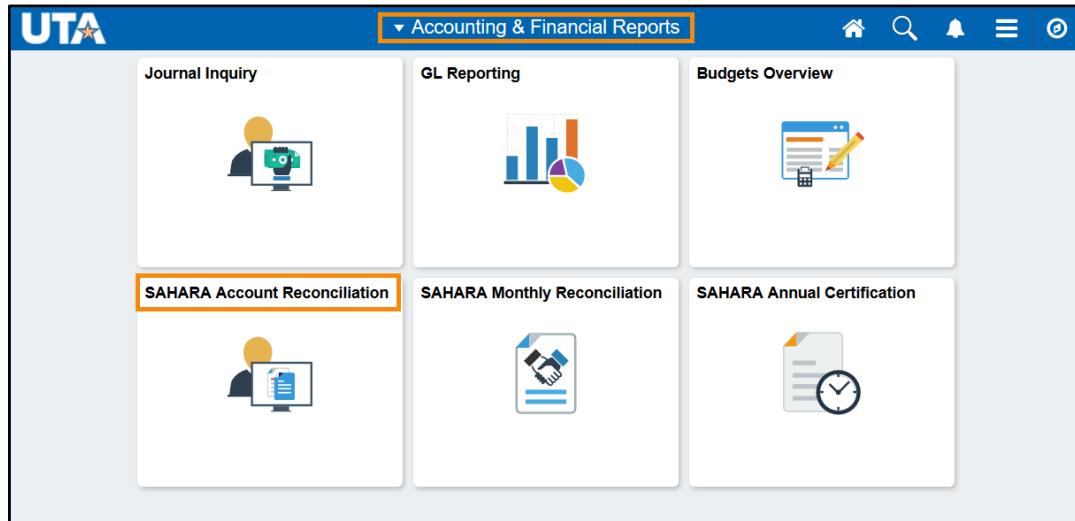 UTA
Accounting & Financial Reports
Journal Inquiry
GL Reporting
Budgets Overview
SAHARA Account Reconciliation
SAHARA Monthly Reconciliation
SAHARA Annual Certification